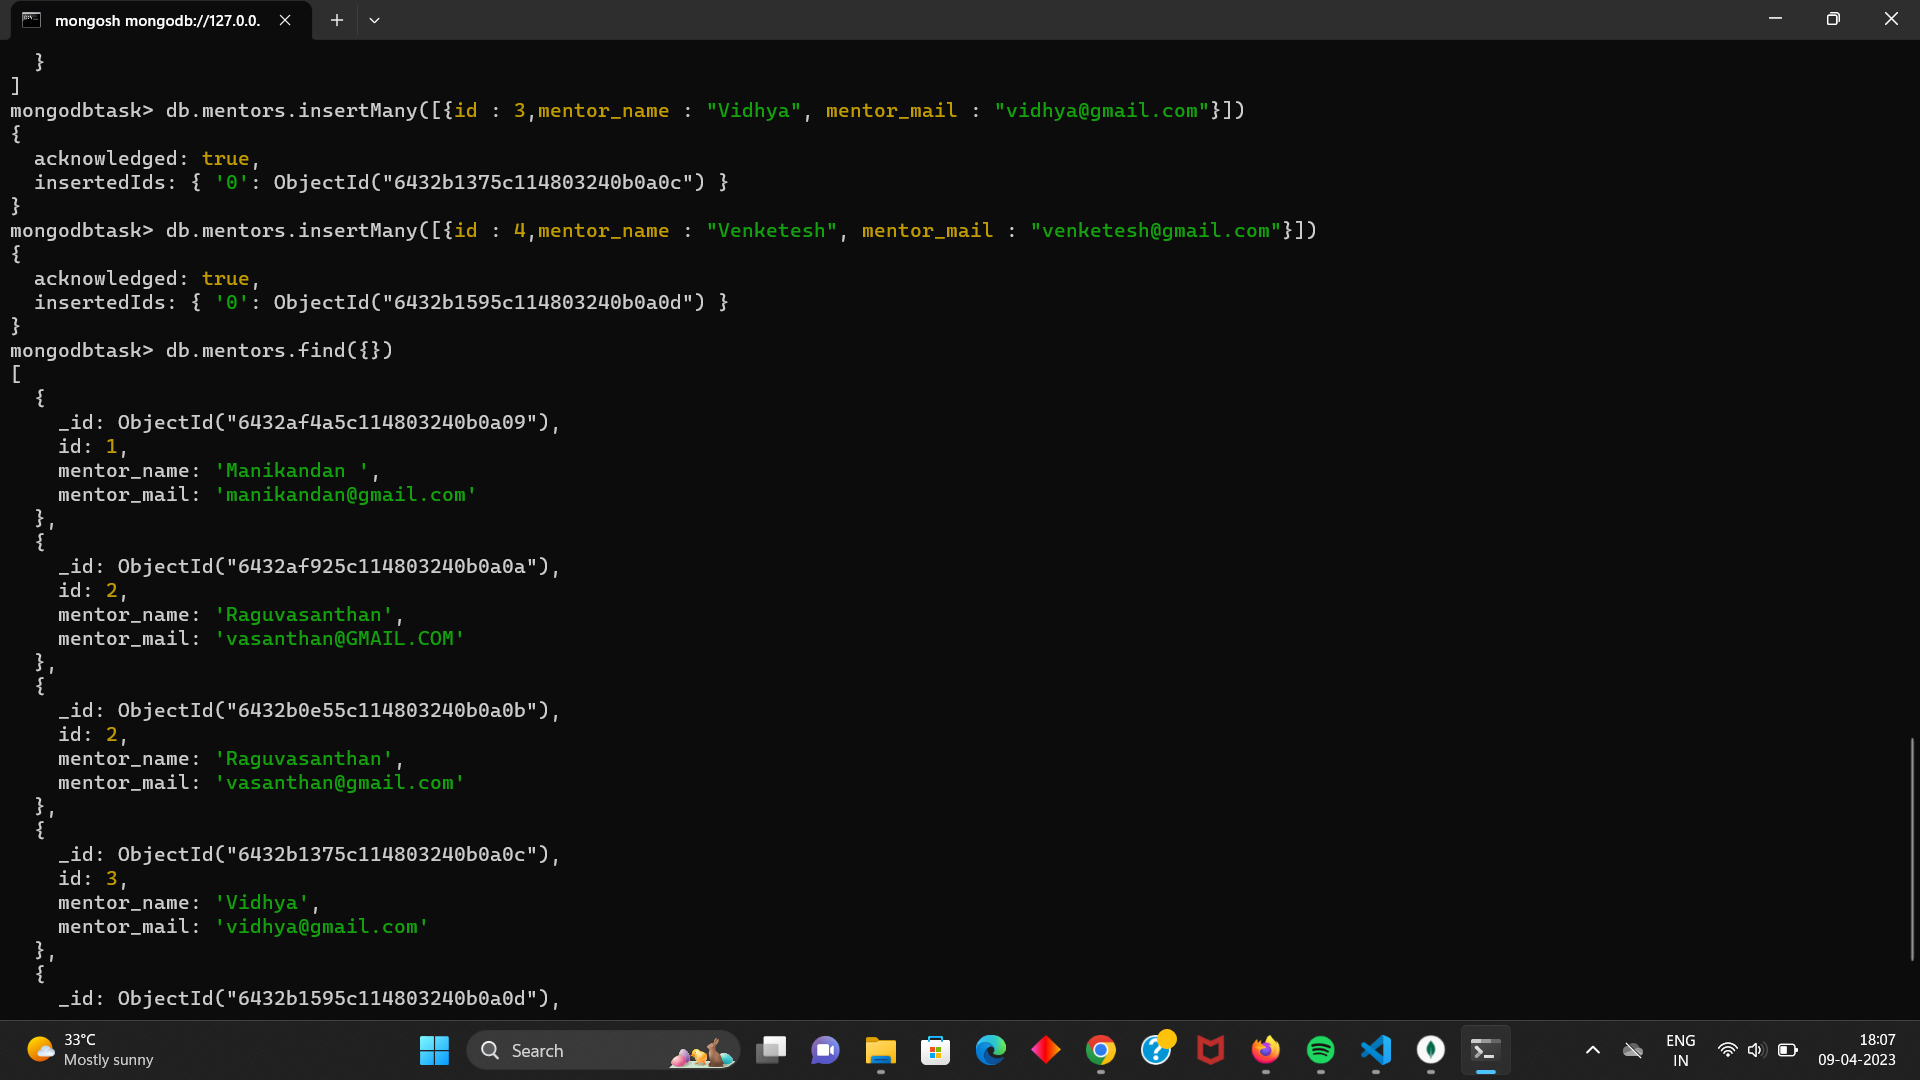 mongosh mongodb://127.0.0.
  }
]
mongodbtask> db.mentors.insertMany([{id : 3,mentor_name : "Vidhya", mentor_mail : "vidhya@gmail.com"}])
{
  acknowledged: true,
  insertedIds: { '0': ObjectId("6432b1375c114803240b0a0c") }
}
mongodbtask> db.mentors.insertMany([{id : 4,mentor_name : "Venketesh", mentor_mail : "venketesh@gmail.com"}])
{
  acknowledged: true,
  insertedIds: { '0': ObjectId("6432b1595c114803240b0a0d") }
}
mongodbtask> db.mentors.find({})
[
  {
    _id: ObjectId("6432af4a5c114803240b0a09"),
    id: 1,
    mentor_name: 'Manikandan ',
    mentor_mail: 'manikandan@gmail.com'
  },
  {
    _id: ObjectId("6432af925c114803240b0a0a"),
    id: 2,
    mentor_name: 'Raguvasanthan',
    mentor_mail: 'vasanthan@GMAIL.COM'
  },
  {
    _id: ObjectId("6432b0e55c114803240b0a0b"),
    id: 2,
    mentor_name: 'Raguvasanthan',
    mentor_mail: 'vasanthan@gmail.com'
  },
  {
    _id: ObjectId("6432b1375c114803240b0a0c"),
    id: 3,
    mentor_name: 'Vidhya',
    mentor_mail: 'vidhya@gmail.com'
  },
  {
    _id: ObjectId("6432b1595c114803240b0a0d"),
33°C
Mostly sunny
Search
ENG
IN
18:07
09-04-2023